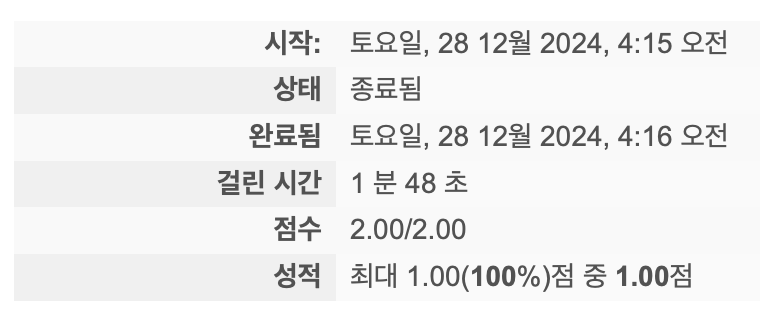 시작: 토요일, 28 12월 2024, 4:15 오전
상태 종료됨
완료됨 토요일, 28 12월 2024, 4:16 오전
걸린 시간 1 분 48 초
점수 2.00/2.00
성적 최대 1.00(100%)점 중 1.00점